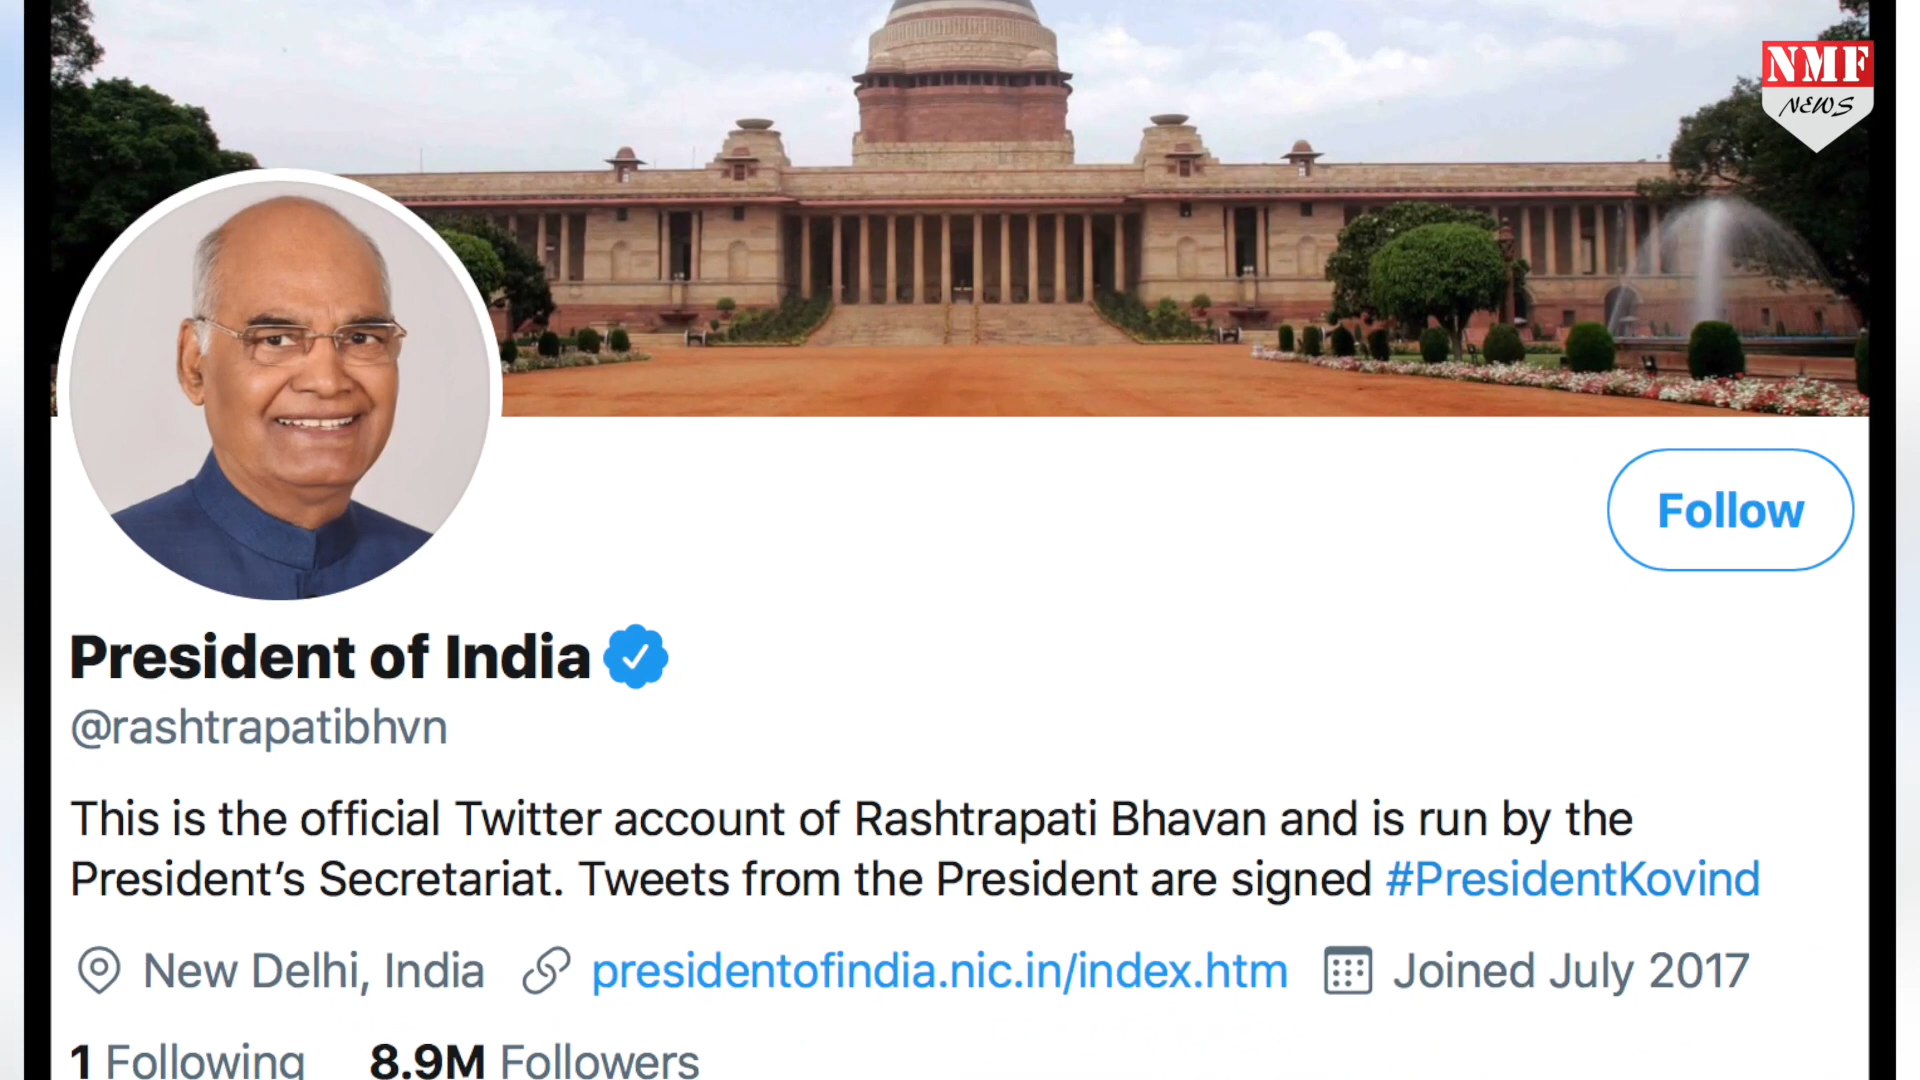 NMF
NEWS
Follow
President of India
@rashtrapatibhvn
This is the official Twitter account of Rashtrapati Bhavan and is run by the
President’s Secretariat. Tweets from the President are signed #PresidentKovind
New Delhi, India presidentofindia.nic.in/index.htm Joined July 2017
1 Following 8.9M Followers